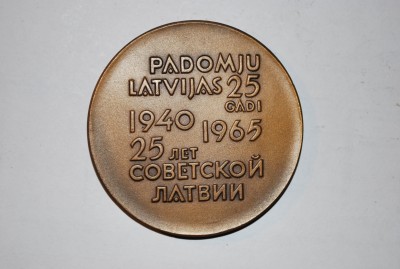 PADOMJU
LATVIJAS 25
GADI
1940 1965
25 ЛЕТ
СОВЕТСКОЙ
ЛАТВИИ